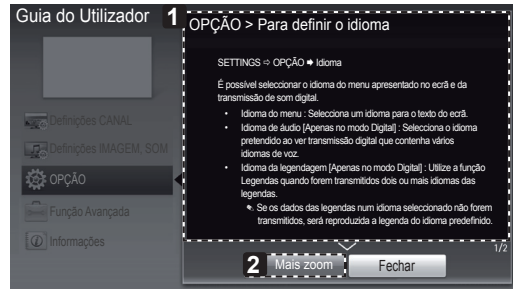 Guia do Utilizador
1
OPÇÃO > Para definir o idioma
SETTINGS ⇨ OPÇÃO ➡ Idioma
É possível seleccionar o idioma do menu apresentado no ecrã e da
transmissão de som digital.
• Idioma do menu : Selecciona um idioma para o texto do ecrã.
• Idioma de áudio [Apenas no modo Digital] : Selecciona o idioma
pretendido ao ver transmissão digital que contenha vários
idiomas de voz.
• Idioma da legendagem [Apenas no modo Digital] : Utilize a função
Legendas quando forem transmitidos dois ou mais idiomas das
legendas.
Se os dados das legendas num idioma seleccionado não forem
transmitidos, será reproduzida a legenda do idioma predefinido.
Definições CANAL
Definições IMAGEM, SOM
OPÇÃO
Função Avançada
Informações
1/2
2
Mais zoom
Fechar